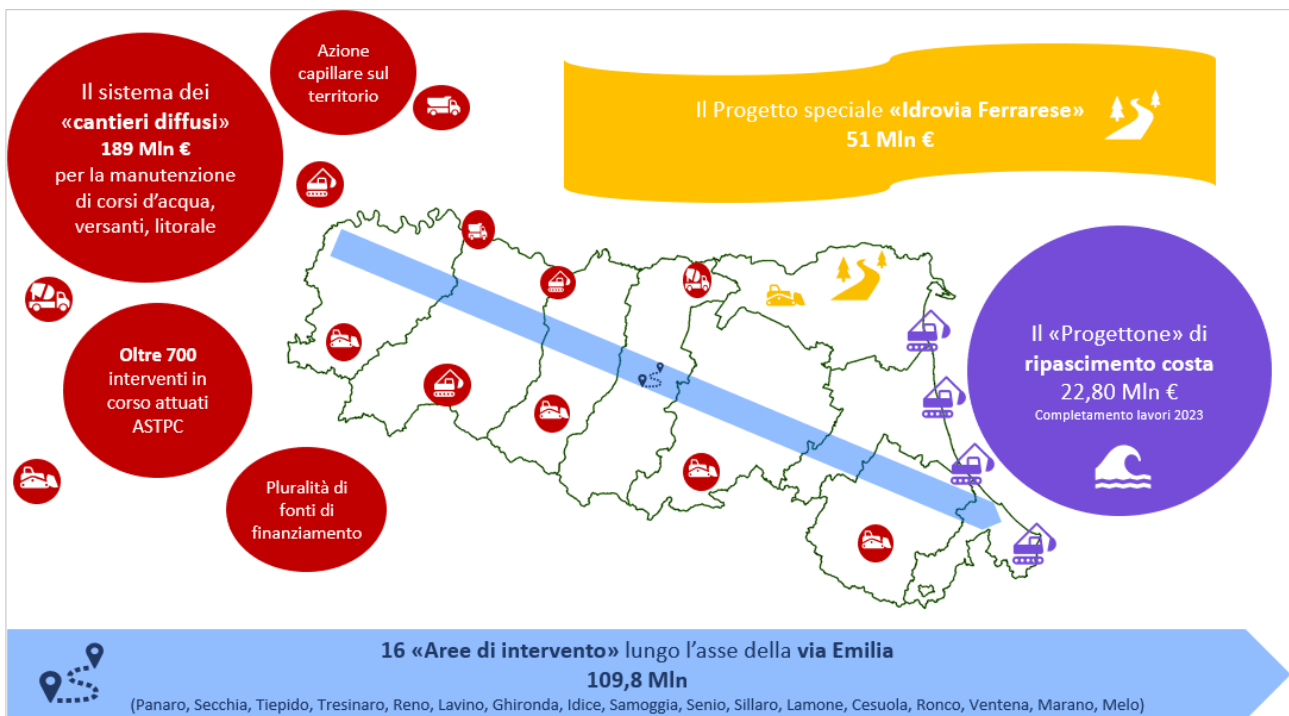 Il sistema dei
«cantieri diffusi»
189 Mln €
per la manutenzione
di corsi d'acqua,
versanti, litorale
Azione
capillare sul
territorio
Il Progetto speciale «Idrovia Ferrarese»
51 Mln €
Oltre 700
interventi in
corso attuati
ASTPC
Pluralità di
fonti di
finanziamento
Il «Progettone» di
ripascimento costa
22,80 Mln €
Completamento lavori 2023
16 «Aree di intervento» lungo l'asse della via Emilia
109,8 Mln
(Panaro, Secchia, Tiepido, Tresinaro, Reno, Lavino, Ghironda, Idice, Samoggia, Senio, Sillaro, Lamone, Cesuola, Ronco, Ventena, Marano, Melo)